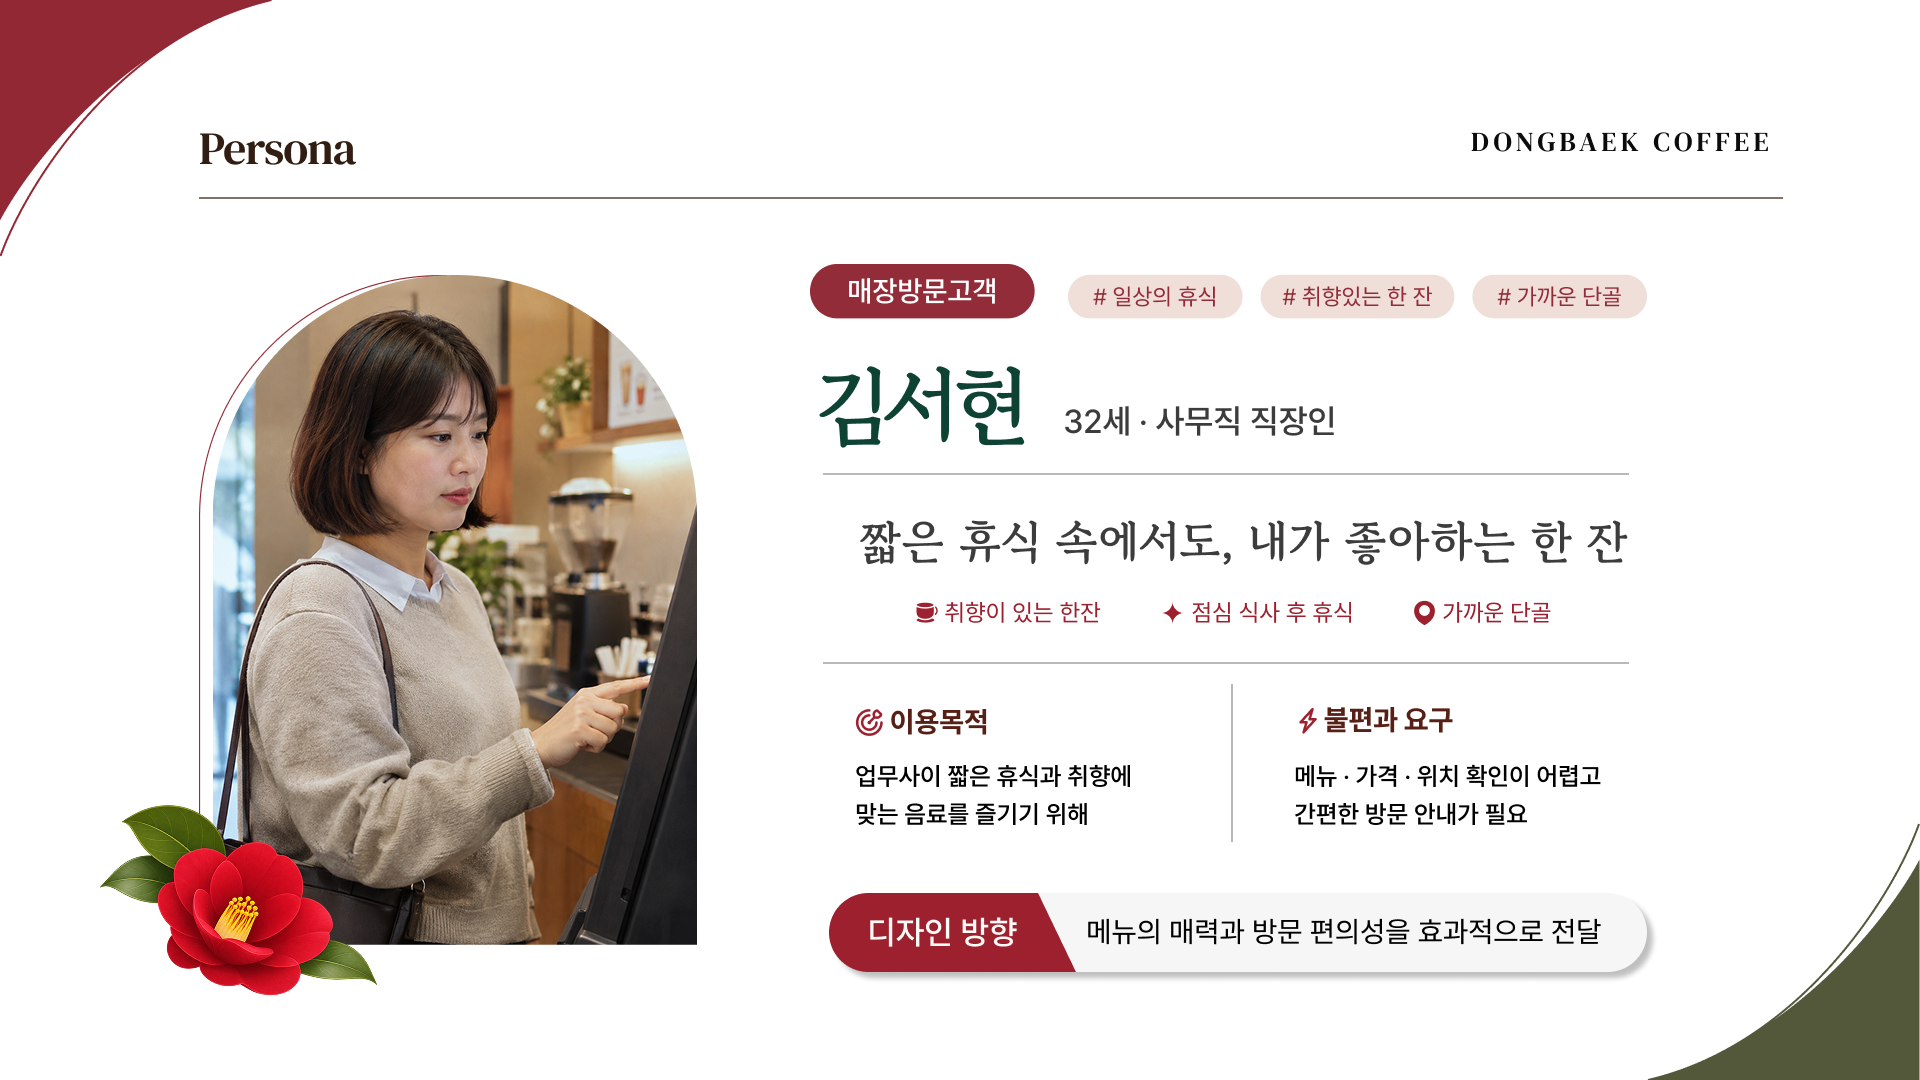 Persona
DONGBAEK COFFEE
매장방문고객
# 일상의 휴식
# 취향있는 한 잔
# 가까운 단골
김서현
32세 · 사무직 직장인
짧은 휴식 속에서도, 내가 좋아하는 한 잔
취향이 있는 한잔
점심 식사 후 휴식
가까운 단골
이용목적
업무사이 짧은 휴식과 취향에
맞는 음료를 즐기기 위해
불편과 요구
메뉴 · 가격 · 위치 확인이 어렵고
간편한 방문 안내가 필요
디자인 방향
메뉴의 매력과 방문 편의성을 효과적으로 전달